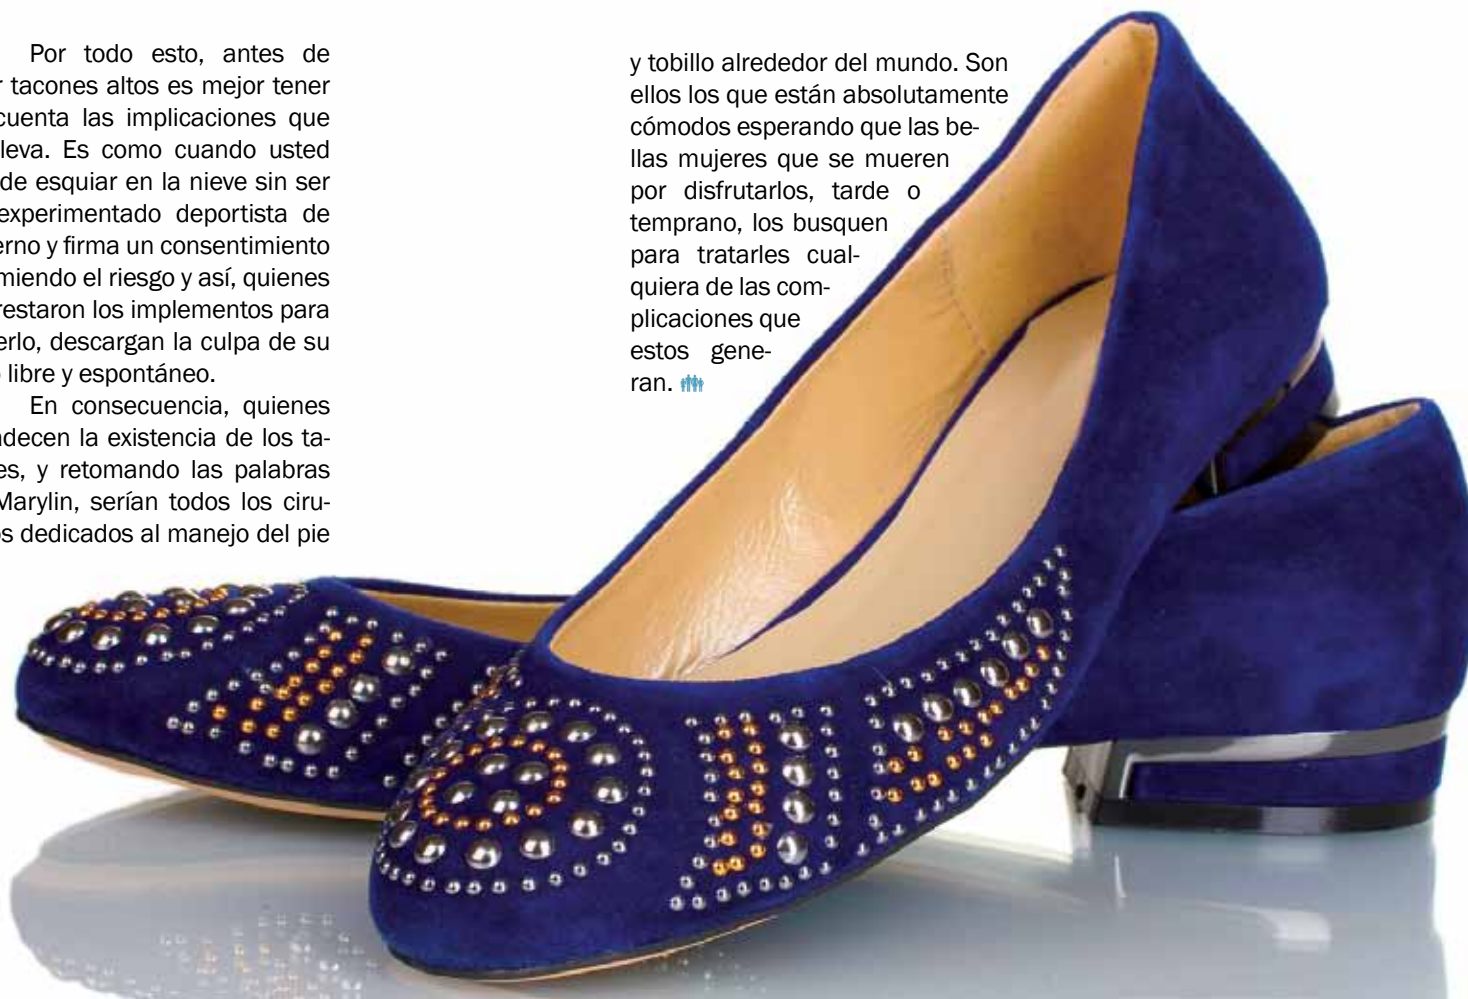 Por todo esto, antes de
tacones altos es mejor tener
cuenta las implicaciones que
leva. Es como cuando usted
de esquiar en la nieve sin ser
experimentado deportista de
erno y firma un consentimiento
miendo el riesgo y así, quienes
restaron los implementos para
erlo, descargan la culpa de su
libre y espontáneo.
En consecuencia, quienes
adecen la existencia de los ta-
es, y retomando las palabras
Marylin, serían todos los ciru-
os dedicados al manejo del pie
y tobillo alrededor del mundo. Son
ellos los que están absolutamente
cómodos esperando que las be-
llas mujeres que se mueren
por disfrutarlos, tarde o
temprano, los busquen
para tratarles cual-
quiera de las com-
plicaciones que
estos gene-
ran.